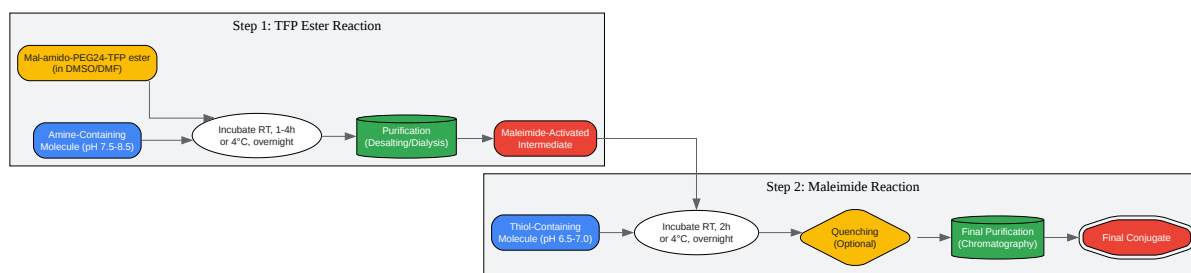 Step 1: TFP Ester Reaction
Mal-amido-PEG24-TFP ester
(in DMSO/DMF)
Amine-Containing
Molecule (pH 7.5-8.5)
Incubate RT, 1-4h
or 4°C, overnight
Purification
(Desalting/Dialysis)
Maleimide-Activated
Intermediate
Step 2: Maleimide Reaction
Thiol-Containing
Molecule (pH 6.5-7.0)
Incubate RT, 2h
or 4°C, overnight
Quenching
(Optional)
Final Purification
(Chromatography)
Final Conjugate